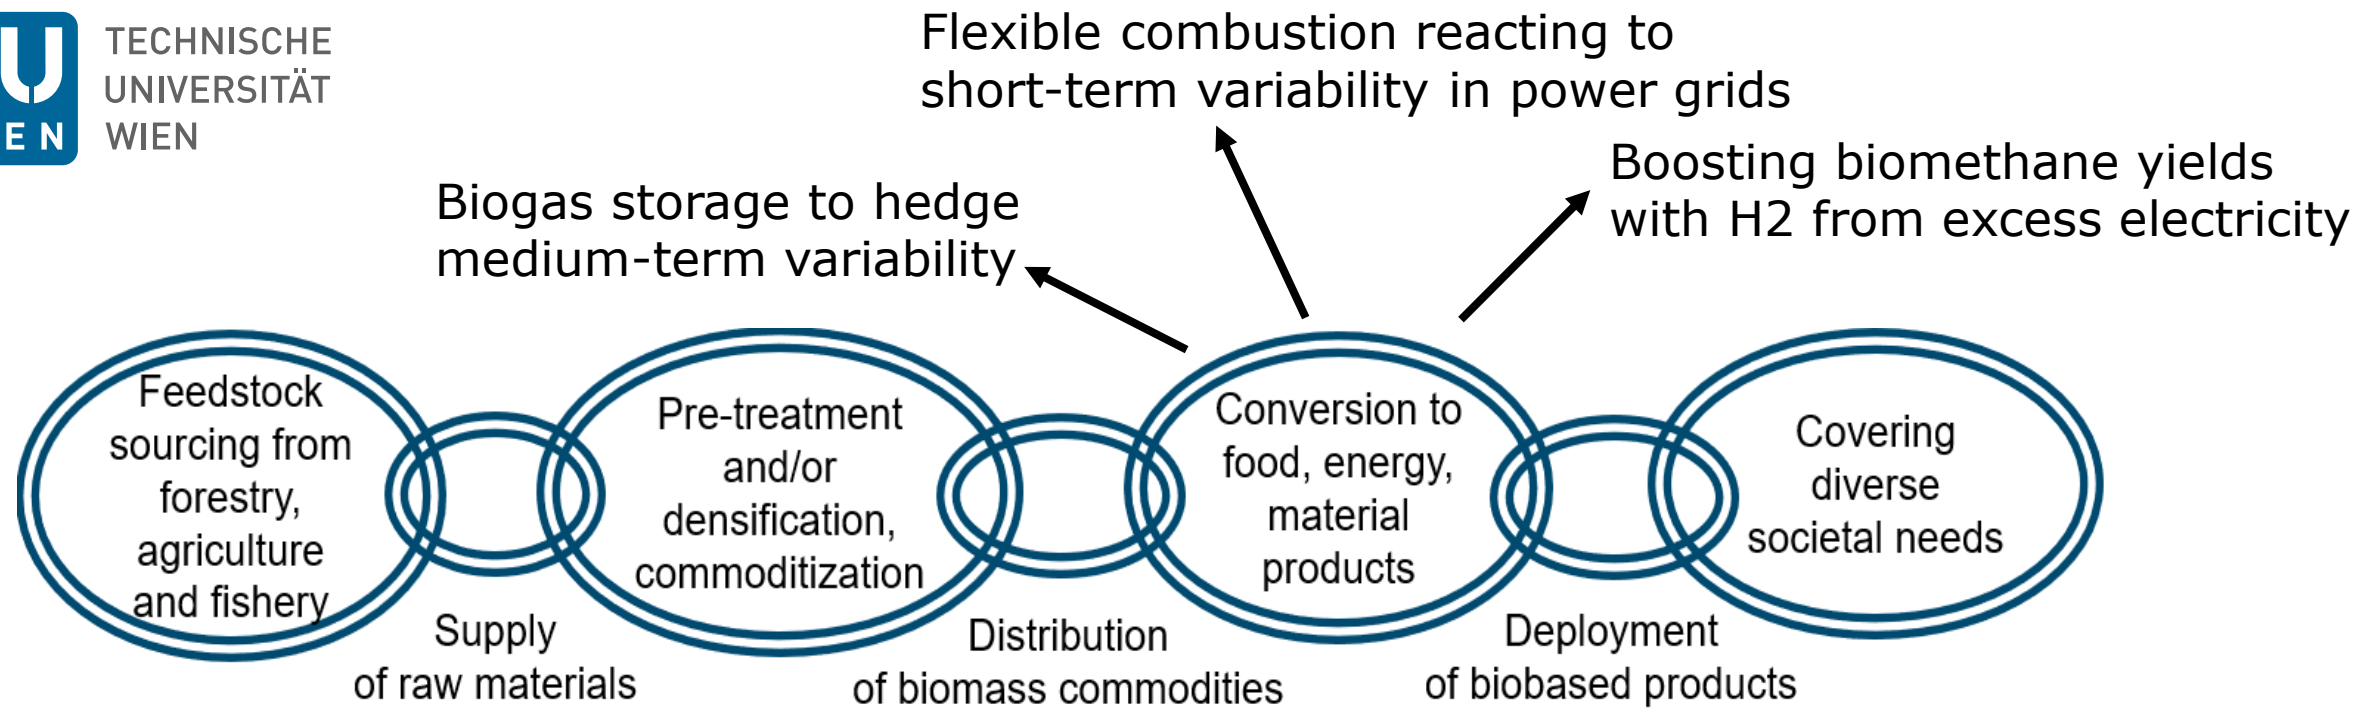 U
EN
TECHNISCHE
UNIVERSITÄT
WIEN
Flexible combustion reacting to
short-term variability in power grids
Boosting biomethane yields
with H2 from excess electricity
Biogas storage to hedge
medium-term variability
Feedstock
sourcing from
forestry,
agriculture
and fishery
Supply
of raw materials
Pre-treatment
and/or
densification,
commoditization
Distribution
of biomass commodities
Conversion to
food, energy,
material
products
Deployment
of biobased products
Covering
diverse
societal needs